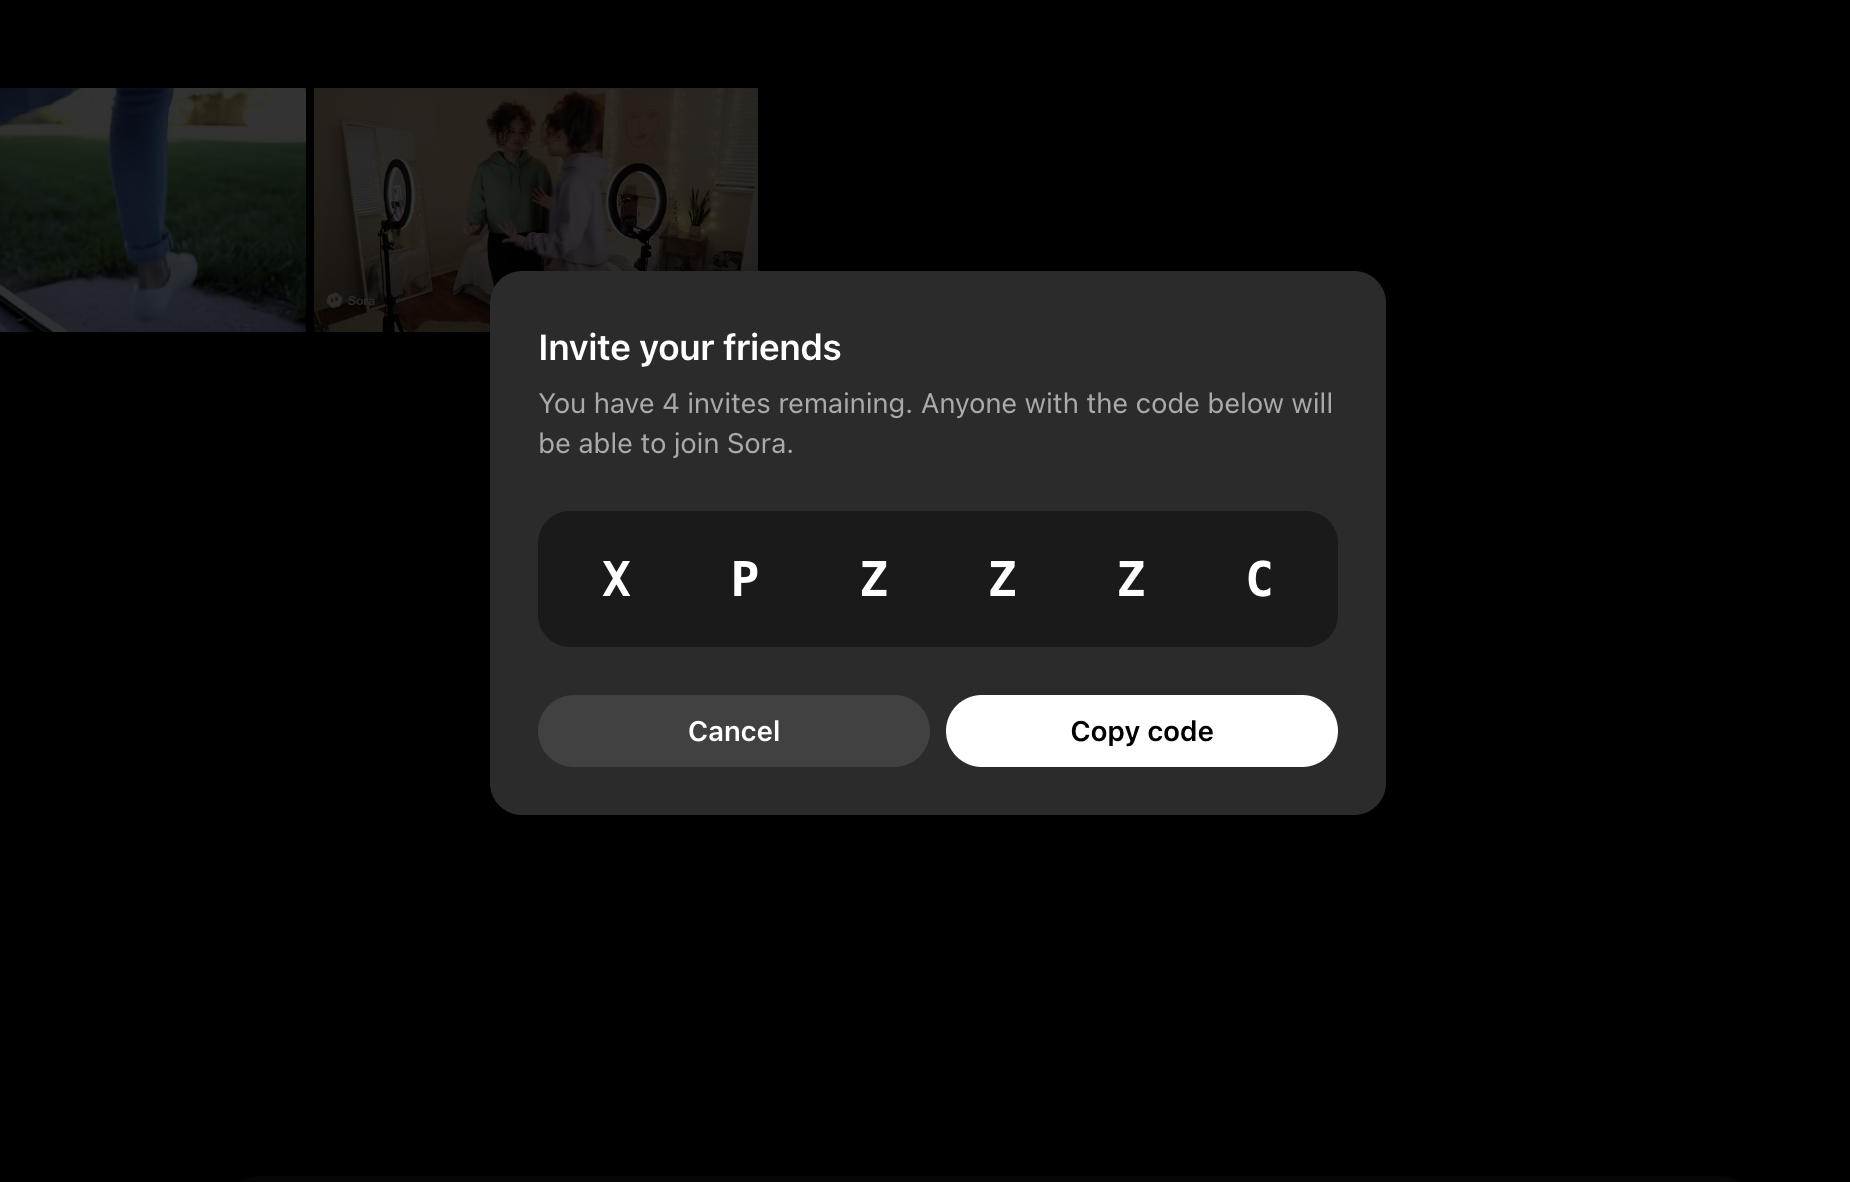 Sora
Invite your friends
You have 4 invites remaining. Anyone with the code below will
be able to join Sora.
X P Z Z Z C
Cancel
Copy code